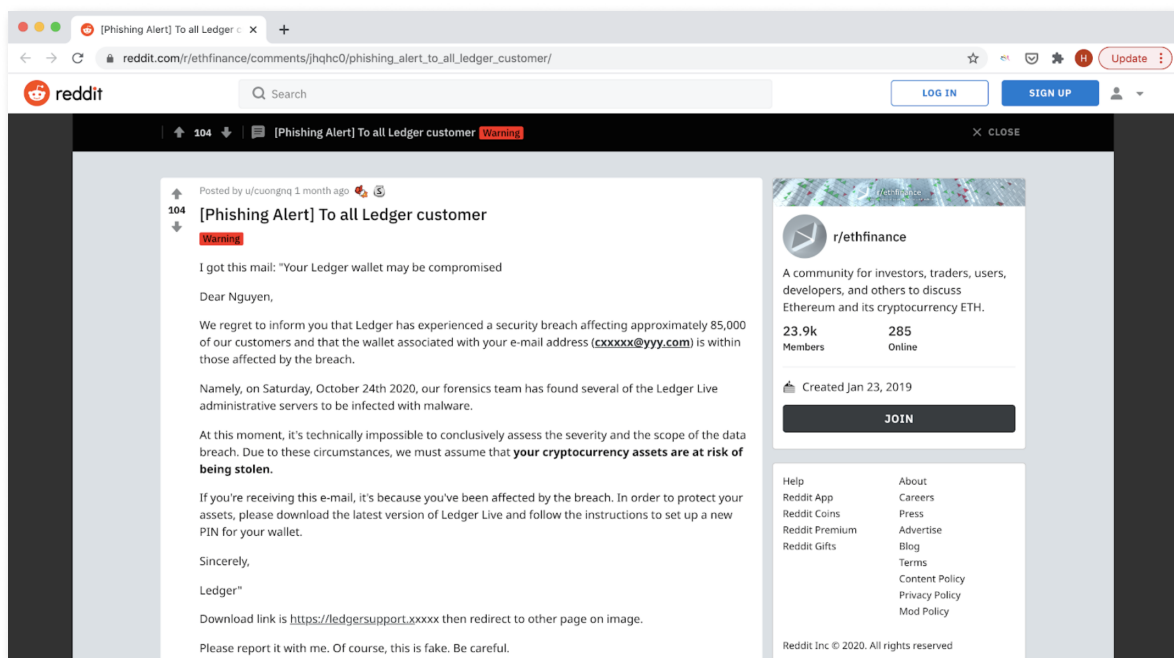 [Phishing Alert] To all Ledger c
reddit.com/r/ethfinance/comments/jhqhc0/phishing_alert_to_all_ledger_customer/
H
Update
reddit
Search
LOG IN
SIGN UP
104
[Phishing Alert] To all Ledger customer
Warning
CLOSE
Posted by u/cuongnq 1 month ago
104
[Phishing Alert] To all Ledger customer
Warning
I got this mail: "Your Ledger wallet may be compromised
Dear Nguyen,
We regret to inform you that Ledger has experienced a security breach affecting approximately 85,000
of our customers and that the wallet associated with your e-mail address (cxxxxx@yyy.com) is within
those affected by the breach.
Namely, on Saturday, October 24th 2020, our forensics team has found several of the Ledger Live
administrative servers to be infected with malware.
At this moment, it's technically impossible to conclusively assess the severity and the scope of the data
breach. Due to these circumstances, we must assume that your cryptocurrency assets are at risk of
being stolen.
If you're receiving this e-mail, it's because you've been affected by the breach. In order to protect your
assets, please download the latest version of Ledger Live and follow the instructions to set up a new
PIN for your wallet.
Sincerely,
Ledger"
Download link is https://ledgersupport.xxxxx then redirect to other page on image.
Please report it with me. Of course, this is fake. Be careful.
r/ethfinance
r/ethfinance
A community for investors, traders, users,
developers, and others to discuss
Ethereum and its cryptocurrency ETH.
23.9k
Members
285
Online
Created Jan 23, 2019
JOIN
Help
Reddit App
Reddit Coins
Reddit Premium
Reddit Gifts
About
Careers
Press
Advertise
Blog
Terms
Content Policy
Privacy Policy
Mod Policy
Reddit Inc © 2020. All rights reserved